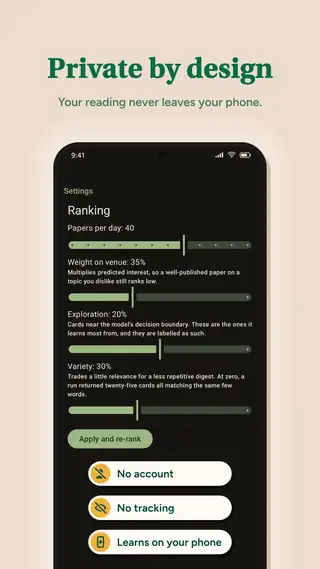 Private by design
Your reading never leaves your phone.
9:41
Settings
Ranking
Papers per day: 40
Weight on venue: 35%
Multiplies predicted interest, so a well-published paper on a
topic you dislike still ranks low.
Exploration: 20%
Cards near the model's decision boundary. These are the ones it
learns most from, and they are labelled as such.
Variety: 30%
Trades a little relevance for a less repetitive digest. At zero, a
run returned twenty-five cards all matching the same few
words.
Apply and re-rank
No account
No tracking
Learns on your phone